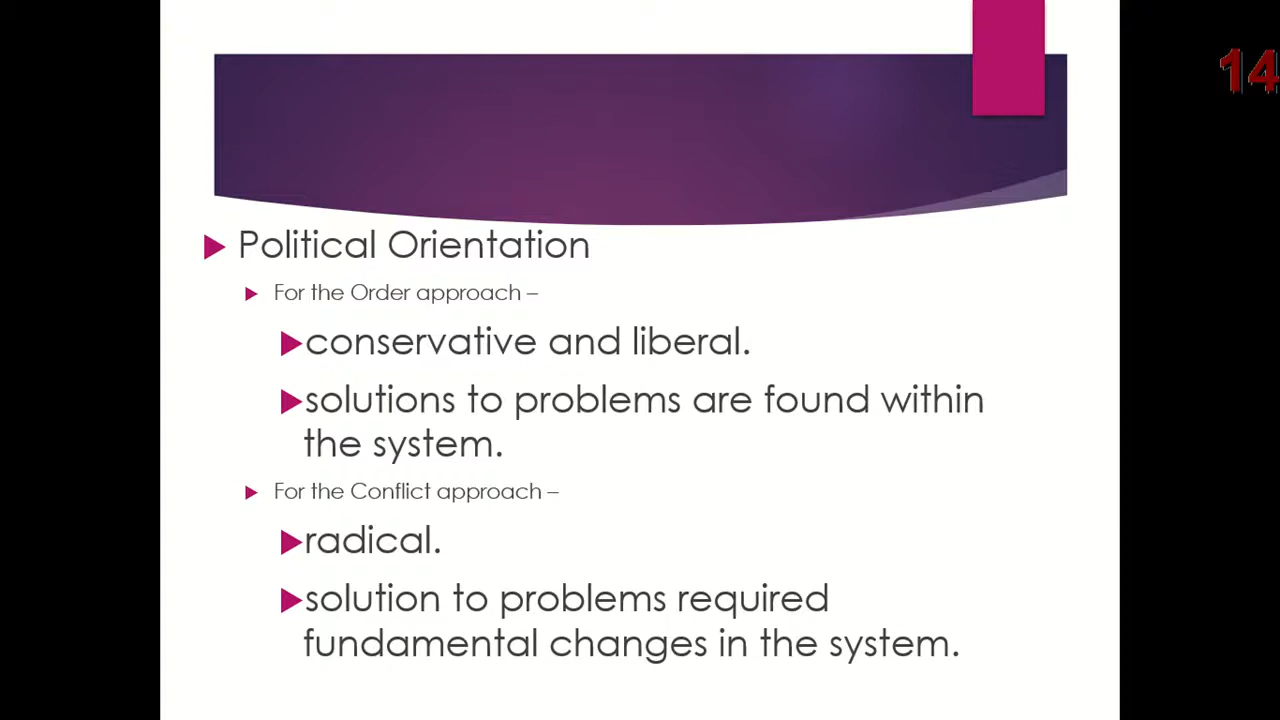 14
Political Orientation
For the Order approach –
conservative and liberal.
solutions to problems are found within
the system.
For the Conflict approach –
radical.
solution to problems required
fundamental changes in the system.